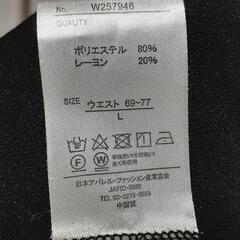 No. W257946
QUALITY
ポリエステル 80%
レーヨン 20%
SIZE ウエスト 69-77
L
日本アパレル・ファッション産業協会
中国製